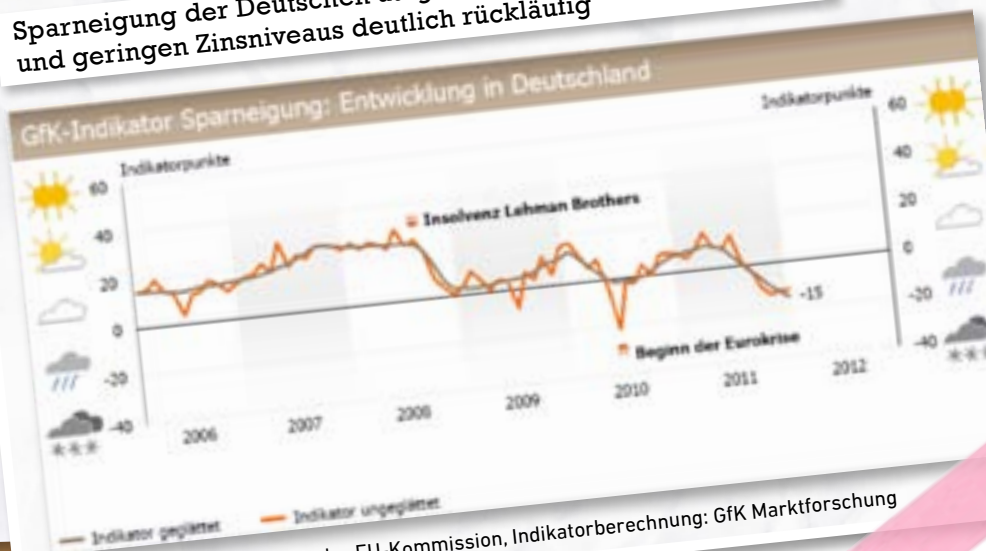 Sparneigung der Deutschen
und geringen Zinsniveaus deutlich rückläufig
GfK-Indikator Sparneigung: Entwicklung in Deutschland
Indikatorpunkte
Indikatorpunkte
60
40
20
0
-20
-40
60
40
20
0
-20
-40
Insolvenz Lehman Brothers
-15
Beginn der Eurokrise
2006 2007 2008 2009 2010 2011 2012
Indikator geglättet
Indikator ungeglättet
EU-Kommission, Indikatorberechnung: GfK Marktforschung